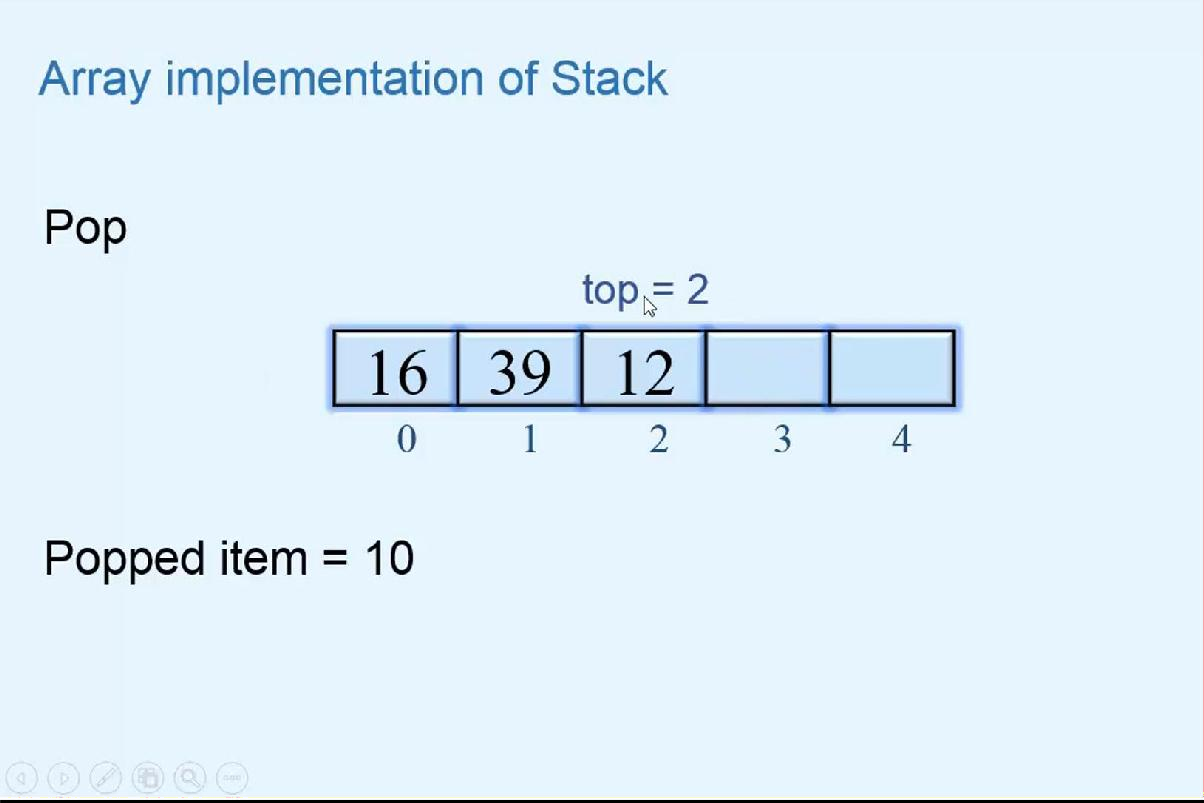 Array implementation of Stack
Pop
top = 2
16 39 12
0 1 2 3 4
Popped item = 10